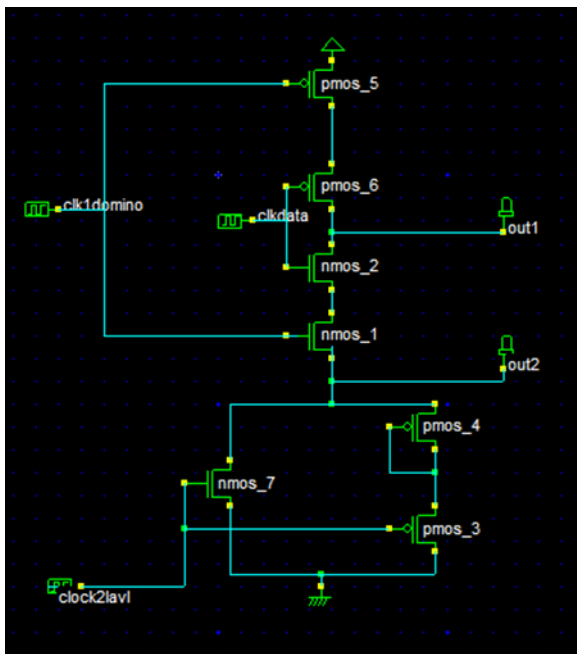 pmos_5
pmos_6
clk1domino
clkdata
out1
nmos_2
nmos_1
out2
pmos_4
nmos_7
pmos_3
clock2lavl